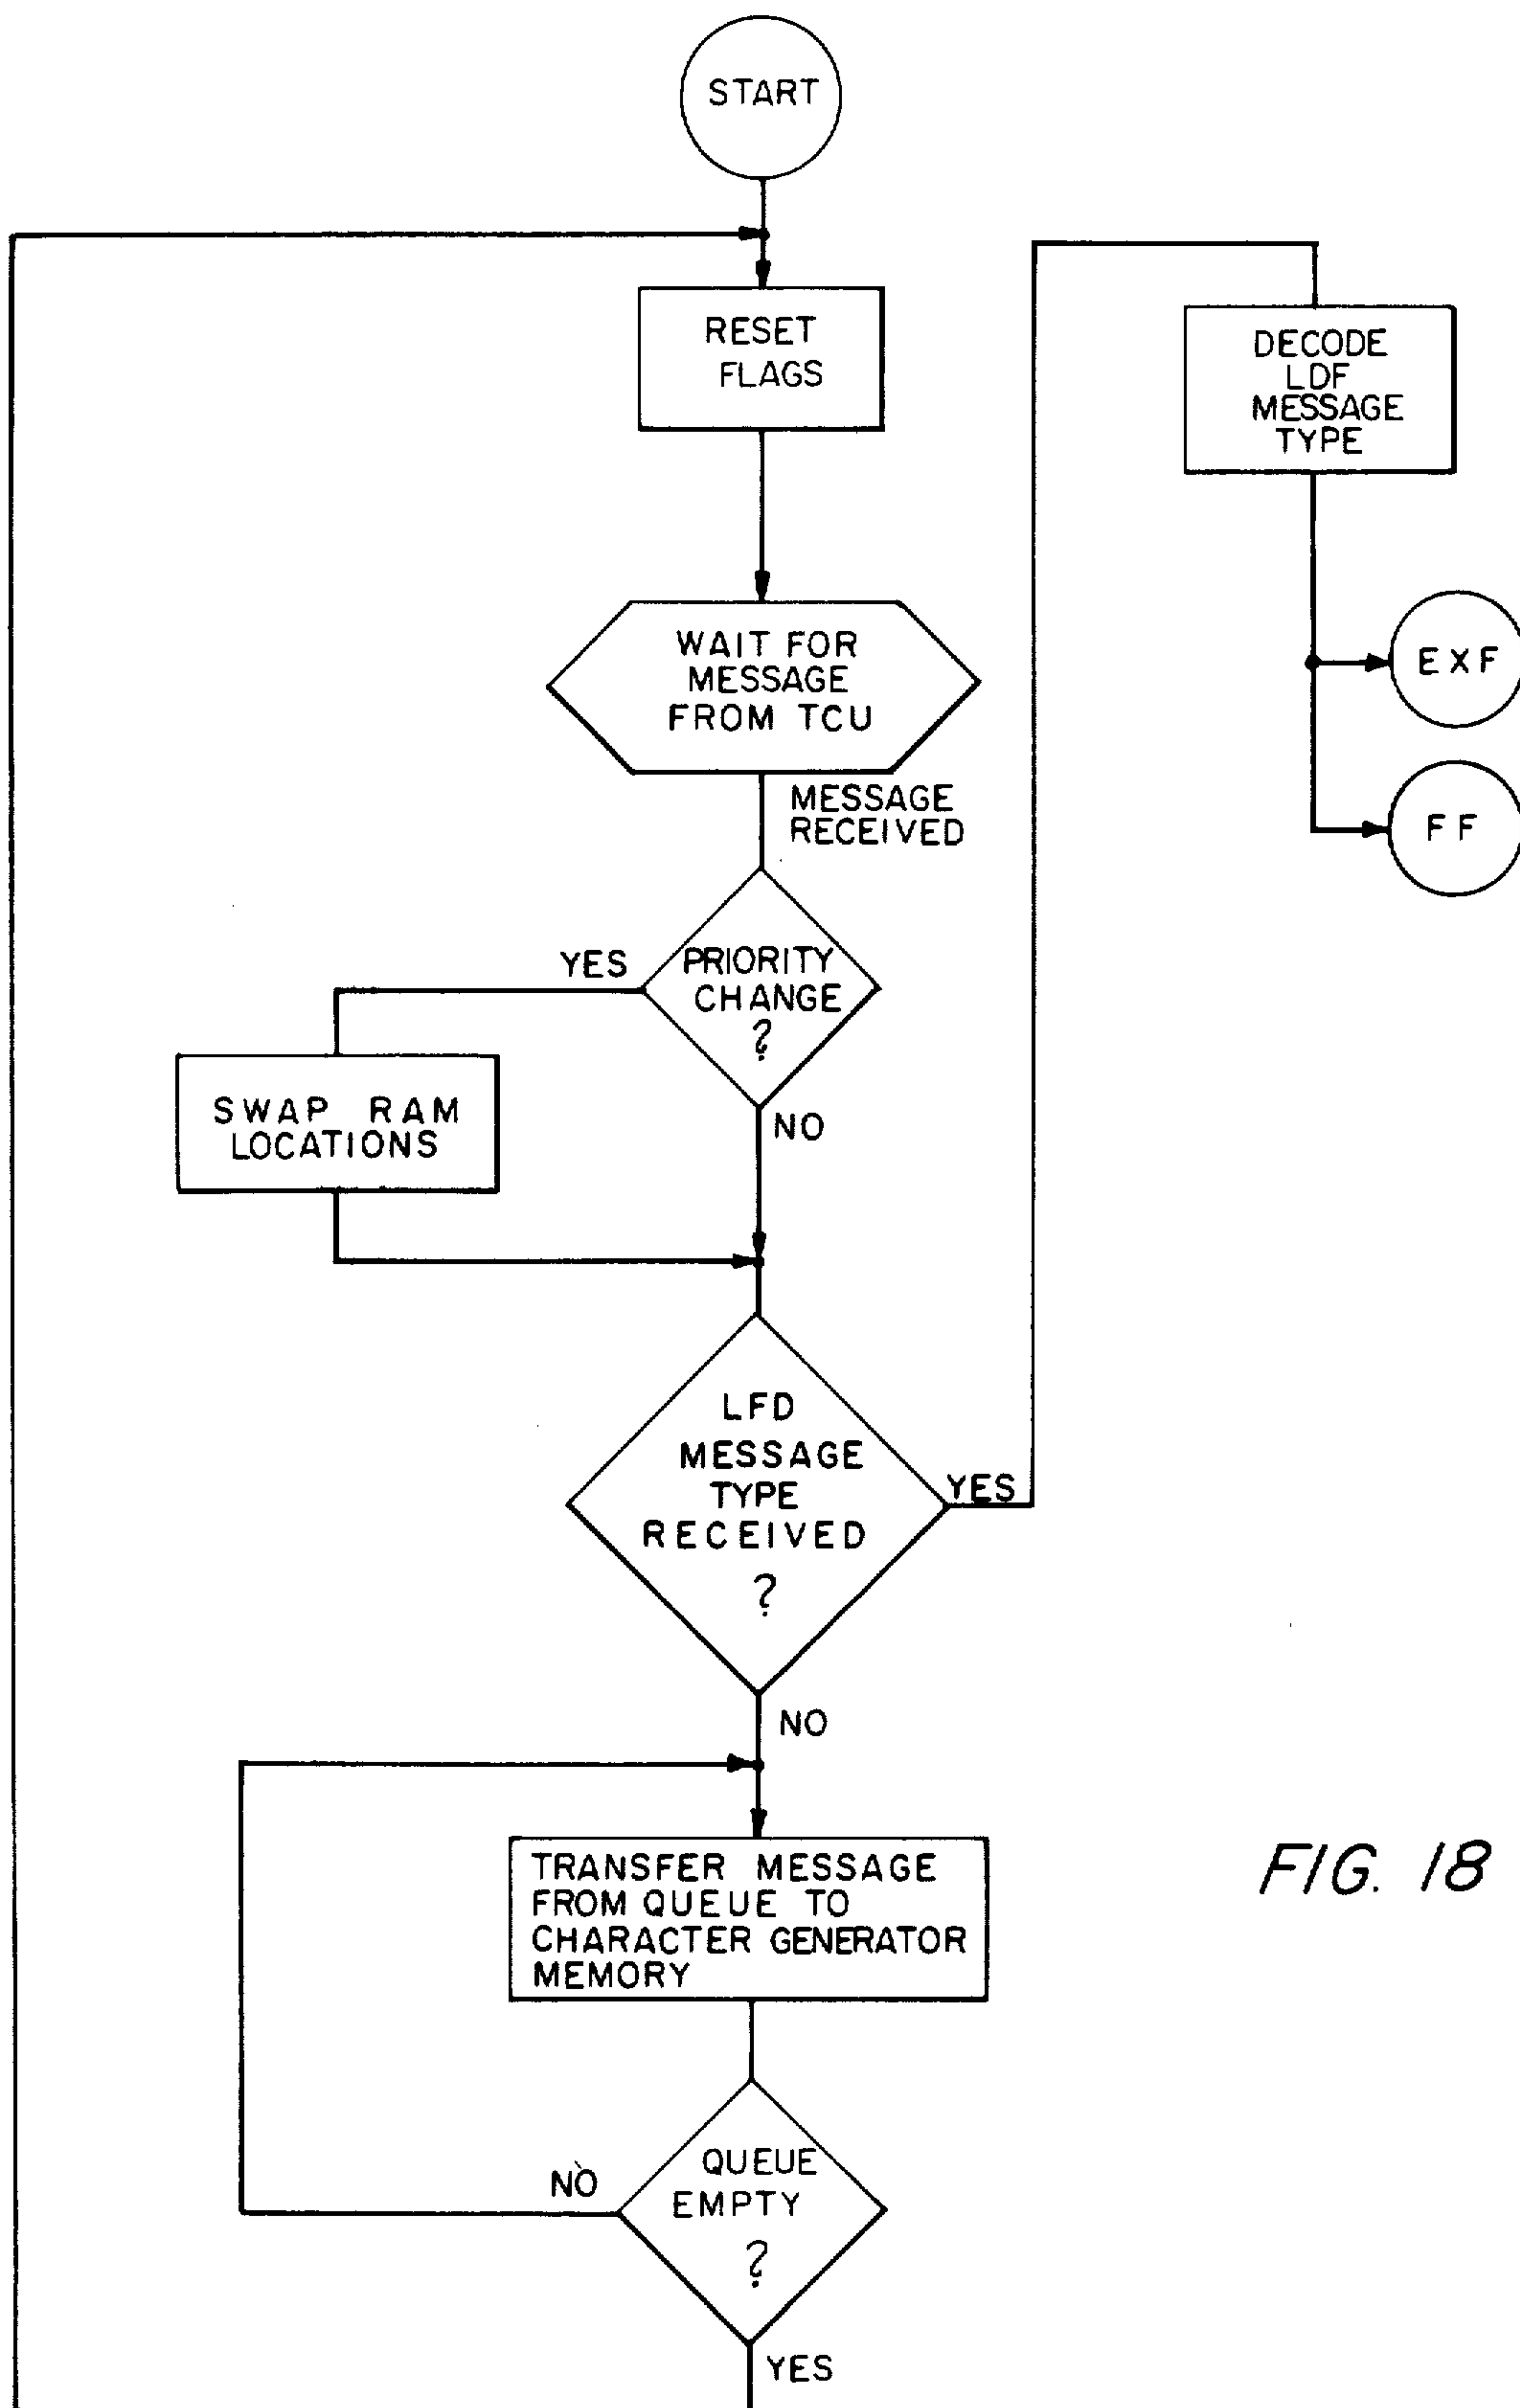 START
RESET
FLAGS
WAIT FOR
MESSAGE
FROM TCU
MESSAGE
RECEIVED
PRIORITY
CHANGE
?
YES
NO
SWAP RAM
LOCATIONS
LFD
MESSAGE
TYPE
RECEIVED
?
YES
NO
DECODE
LDF
MESSAGE
TYPE
EXF
FF
TRANSFER MESSAGE
FROM QUEUE TO
CHARACTER GENERATOR
MEMORY
QUEUE
EMPTY
?
NO
YES
FIG. 18